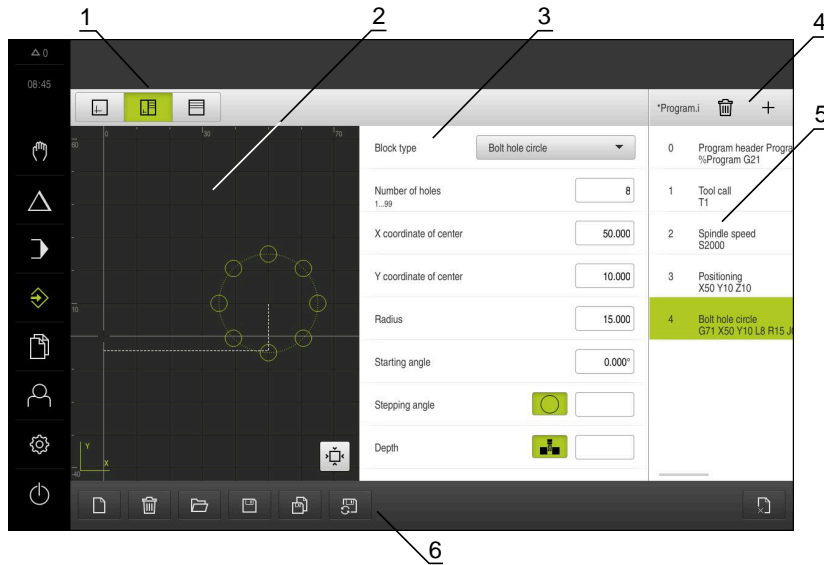 1
2
3
4
5
0
08:45
*Program.i
0
30
70
60
10
-40
Y
X
Block type
Bolt hole circle
Number of holes
1...99
8
X coordinate of center
50.000
Y coordinate of center
10.000
Radius
15.000
Starting angle
0.000°
Stepping angle
Depth
0
Program header Progra
%Program G21
1
Tool call
T1
2
Spindle speed
S2000
3
Positioning
X50 Y10 Z10
4
Bolt hole circle
G71 X50 Y10 L8 R15 J
6